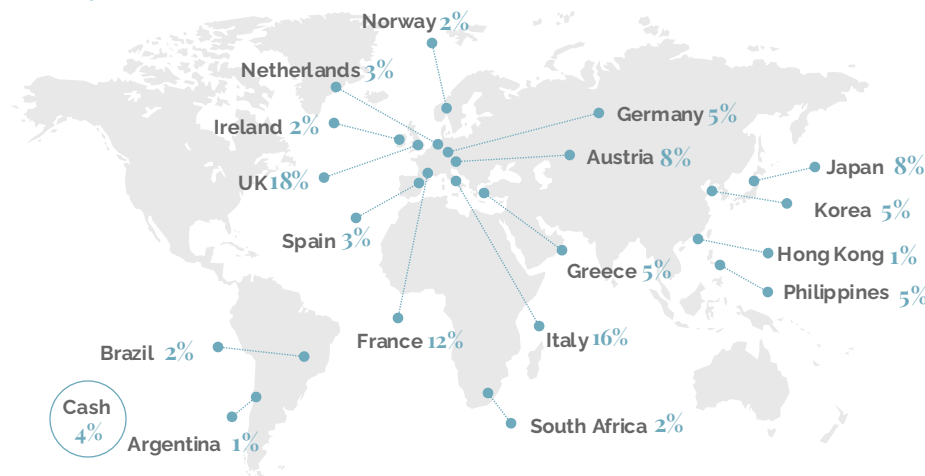 Norway 2%
Netherlands 3%
Ireland 2%
Germany 5%
Austria 8%
Japan 8%
UK 18%
Korea 5%
Spain 3%
Hong Kong 1%
Greece 5%
Philippines 5%
France 12%
Italy 16%
Brazil 2%
Cash
4%
South Africa 2%
Argentina 1%